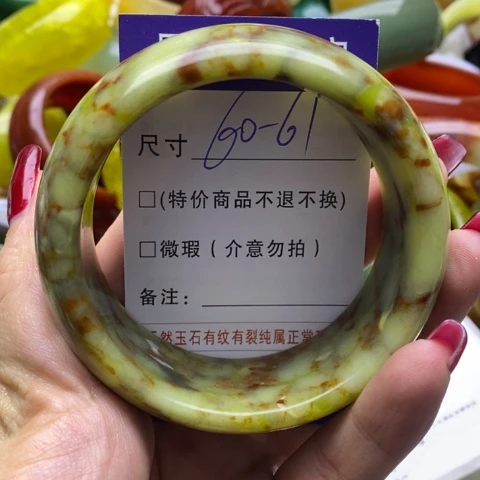 尺寸 60-61
□(特价商品不退不换)
□微瑕(介意勿拍)
备注:
然玉石有纹有裂纯属正常